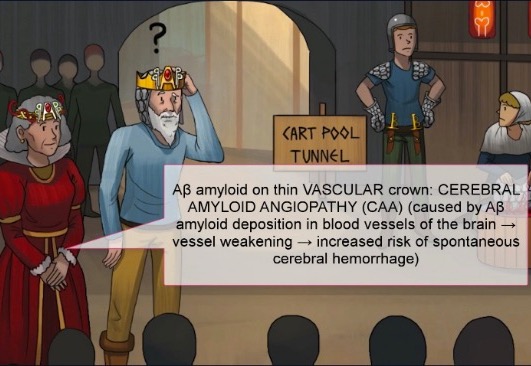 ?
CART POOL
TUNNEL
Aβ amyloid on thin VASCULAR crown: CEREBRAL
AMYLOID ANGIOPATHY (CAA) (caused by Aβ
amyloid deposition in blood vessels of the brain →
vessel weakening → increased risk of spontaneous
cerebral hemorrhage)